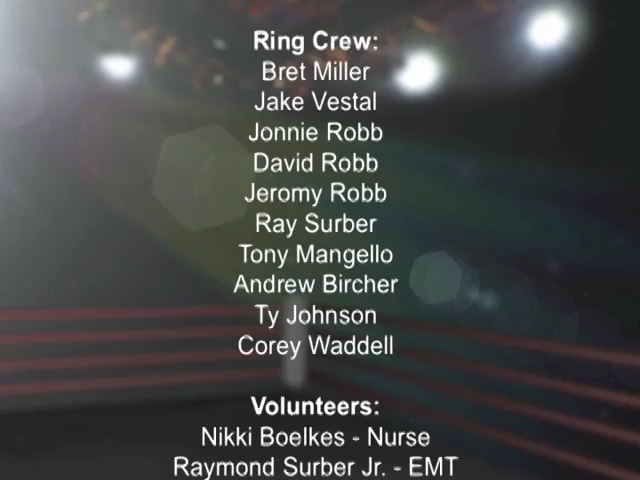 Ring Crew:
Bret Miller
Jake Vestal
Jonnie Robb
David Robb
Jeromy Robb
Ray Surber
Tony Mangello
Andrew Bircher
Ty Johnson
Corey Waddell
Volunteers:
Nikki Boelkes - Nurse
Raymond Surber Jr. - EMT